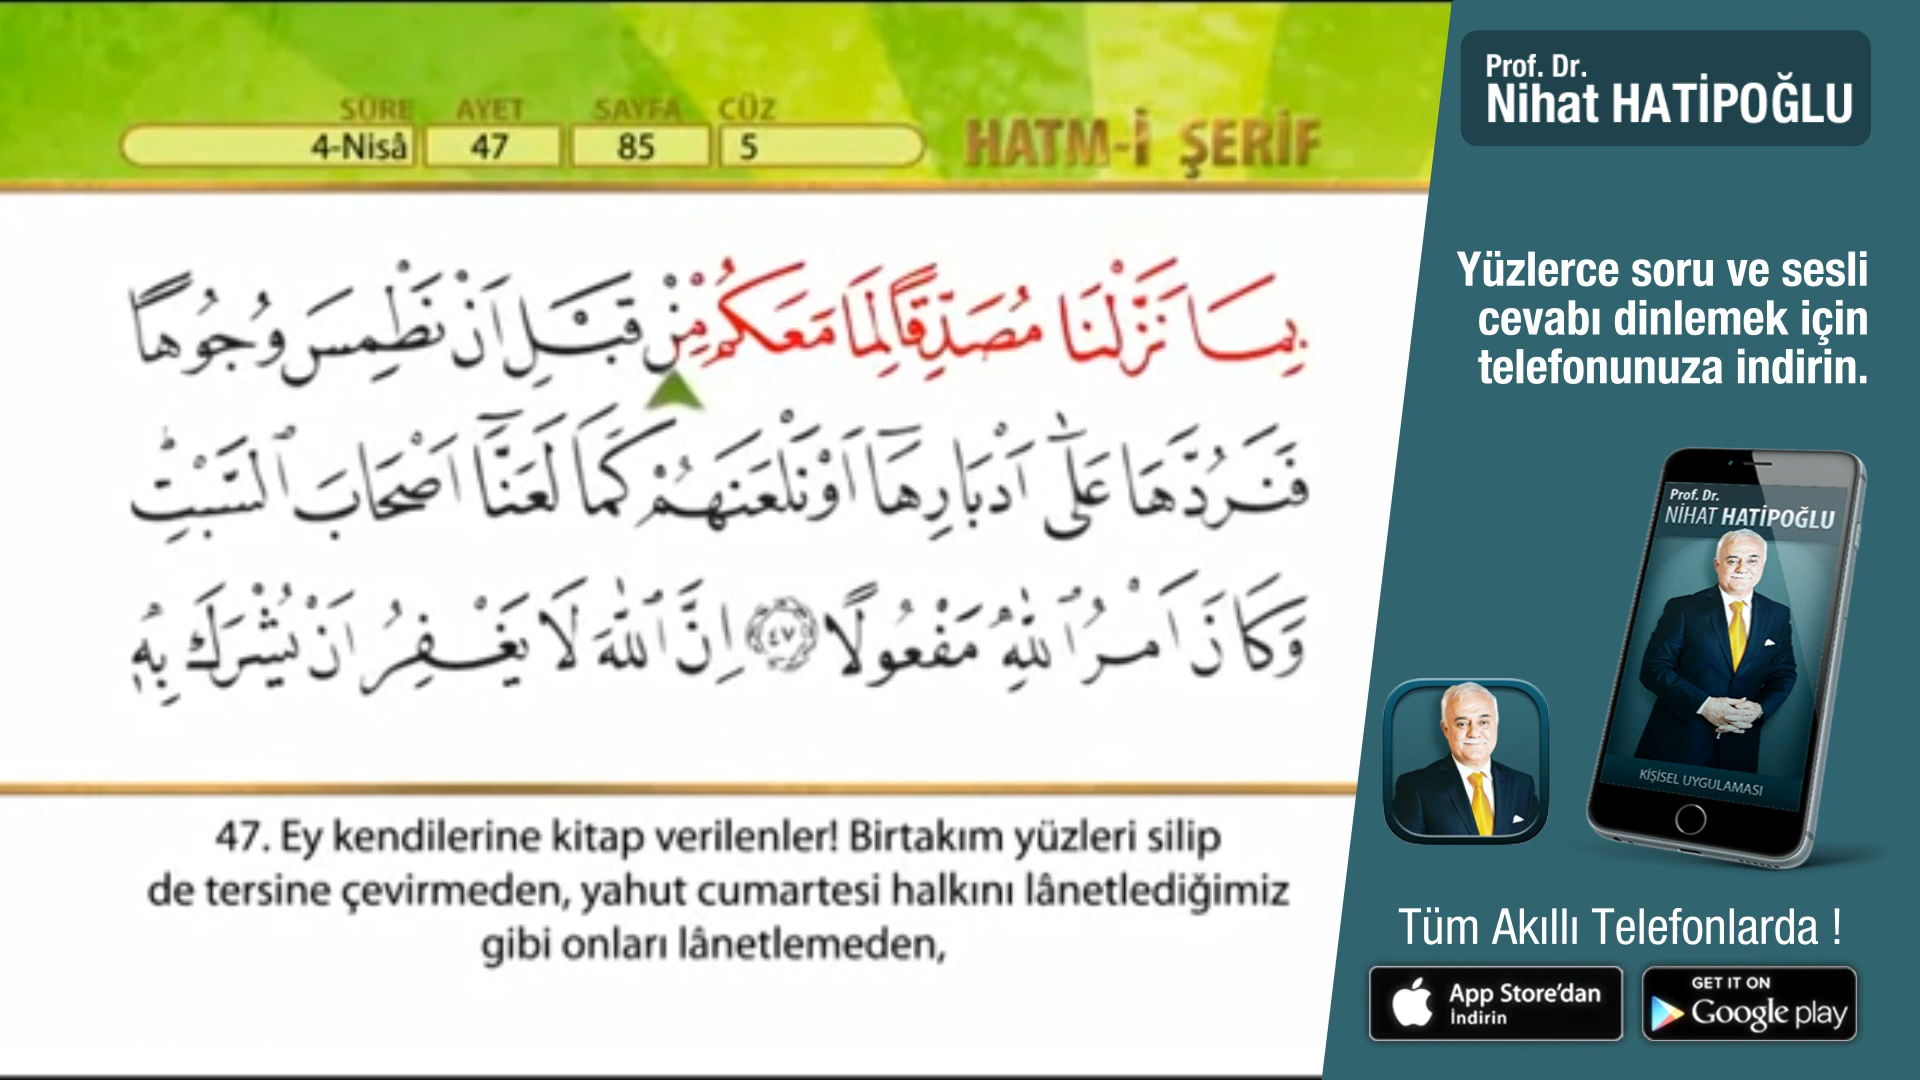 SÛRE AYET SAYFA CÜZ
4-Nisâ 47 85 5
HATM-İ ŞERİF
بِمَا نَزَّلْنَا مُصَدِّقًا لِمَا مَعَكُمْ مِنْ قَبْلِ اَنْ نَطْمِسَ وُجُوهًا
فَنَرُدَّهَا عَلٰٓى اَدْبَارِهَٓا اَوْ نَلْعَنَهُمْ كَمَا لَعَنَّٓا اَصْحَابَ السَّبْتِۜ
وَكَانَ اَمْرُ اللّٰهِ مَفْعُولًا ﴿٤٧﴾ اِنَّ اللّٰهَ لَا يَغْفِرُ اَنْ يُشْرَكَ بِه۪
47. Ey kendilerine kitap verilenler! Birtakım yüzleri silip
de tersine çevirmeden, yahut cumartesi halkını lânetlediğimiz
gibi onları lânetlemeden,
Prof. Dr.
Nihat HATİPOĞLU
Yüzlerce soru ve sesli
cevabı dinlemek için
telefonunuza indirin.
Prof. Dr.
NİHAT HATİPOĞLU
KİŞİSEL UYGULAMASI
Tüm Akıllı Telefonlarda !
App Store’dan
İndirin
GET IT ON
Google play